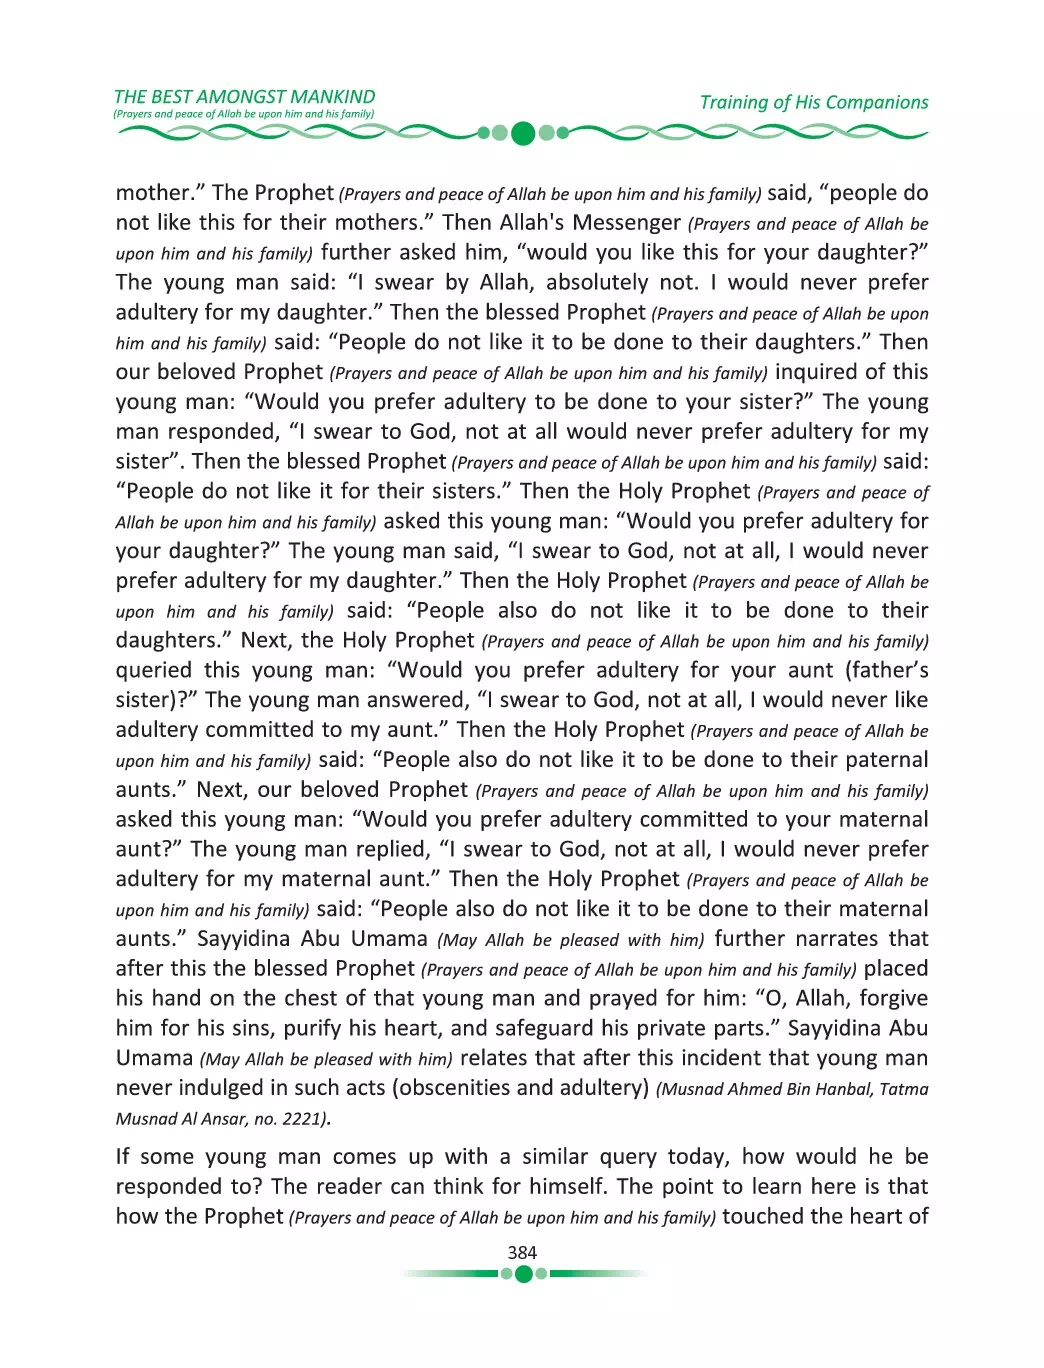 THE BEST AMONGST MANKIND
(Prayers and peace of Allah be upon him and his family)
Training of His Companions
mother.” The Prophet (Prayers and peace of Allah be upon him and his family) said, “people do
not like this for their mothers.” Then Allah's Messenger (Prayers and peace of Allah be
upon him and his family) further asked him, “would you like this for your daughter?”
The young man said: “I swear by Allah, absolutely not. I would never prefer
adultery for my daughter.” Then the blessed Prophet (Prayers and peace of Allah be upon
him and his family) said: “People do not like it to be done to their daughters.” Then
our beloved Prophet (Prayers and peace of Allah be upon him and his family) inquired of this
young man: “Would you prefer adultery to be done to your sister?” The young
man responded, “I swear to God, not at all would never prefer adultery for my
sister”. Then the blessed Prophet (Prayers and peace of Allah be upon him and his family) said:
“People do not like it for their sisters.” Then the Holy Prophet (Prayers and peace of
Allah be upon him and his family) asked this young man: “Would you prefer adultery for
your daughter?” The young man said, “I swear to God, not at all, I would never
prefer adultery for my daughter.” Then the Holy Prophet (Prayers and peace of Allah be
upon him and his family) said: “People also do not like it to be done to their
daughters.” Next, the Holy Prophet (Prayers and peace of Allah be upon him and his family)
queried this young man: “Would you prefer adultery for your aunt (father’s
sister)?” The young man answered, “I swear to God, not at all, I would never like
adultery committed to my aunt.” Then the Holy Prophet (Prayers and peace of Allah be
upon him and his family) said: “People also do not like it to be done to their paternal
aunts.” Next, our beloved Prophet (Prayers and peace of Allah be upon him and his family)
asked this young man: “Would you prefer adultery committed to your maternal
aunt?” The young man replied, “I swear to God, not at all, I would never prefer
adultery for my maternal aunt.” Then the Holy Prophet (Prayers and peace of Allah be
upon him and his family) said: “People also do not like it to be done to their maternal
aunts.” Sayyidina Abu Umama (May Allah be pleased with him) further narrates that
after this the blessed Prophet (Prayers and peace of Allah be upon him and his family) placed
his hand on the chest of that young man and prayed for him: “O, Allah, forgive
him for his sins, purify his heart, and safeguard his private parts.” Sayyidina Abu
Umama (May Allah be pleased with him) relates that after this incident that young man
never indulged in such acts (obscenities and adultery) (Musnad Ahmed Bin Hanbal, Tatma
Musnad Al Ansar, no. 2221).
If some young man comes up with a similar query today, how would he be
responded to? The reader can think for himself. The point to learn here is that
how the Prophet (Prayers and peace of Allah be upon him and his family) touched the heart of
384